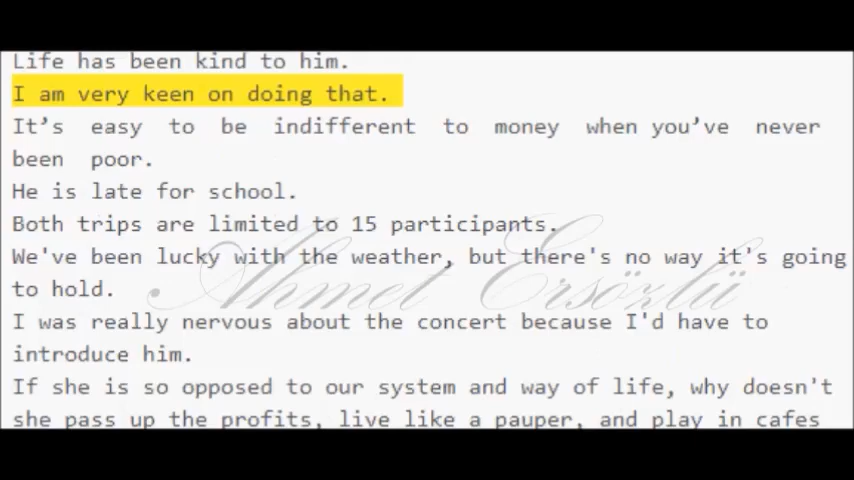 Life has been kind to him.
I am very keen on doing that.
It’s easy to be indifferent to money when you’ve never
been poor.
He is late for school.
Both trips are limited to 15 participants.
We've been lucky with the weather, but there's no way it's going
to hold.
I was really nervous about the concert because I'd have to
introduce him.
If she is so opposed to our system and way of life, why doesn't
she pass up the profits, live like a pauper, and play in cafes
Ahmet Ersözlü